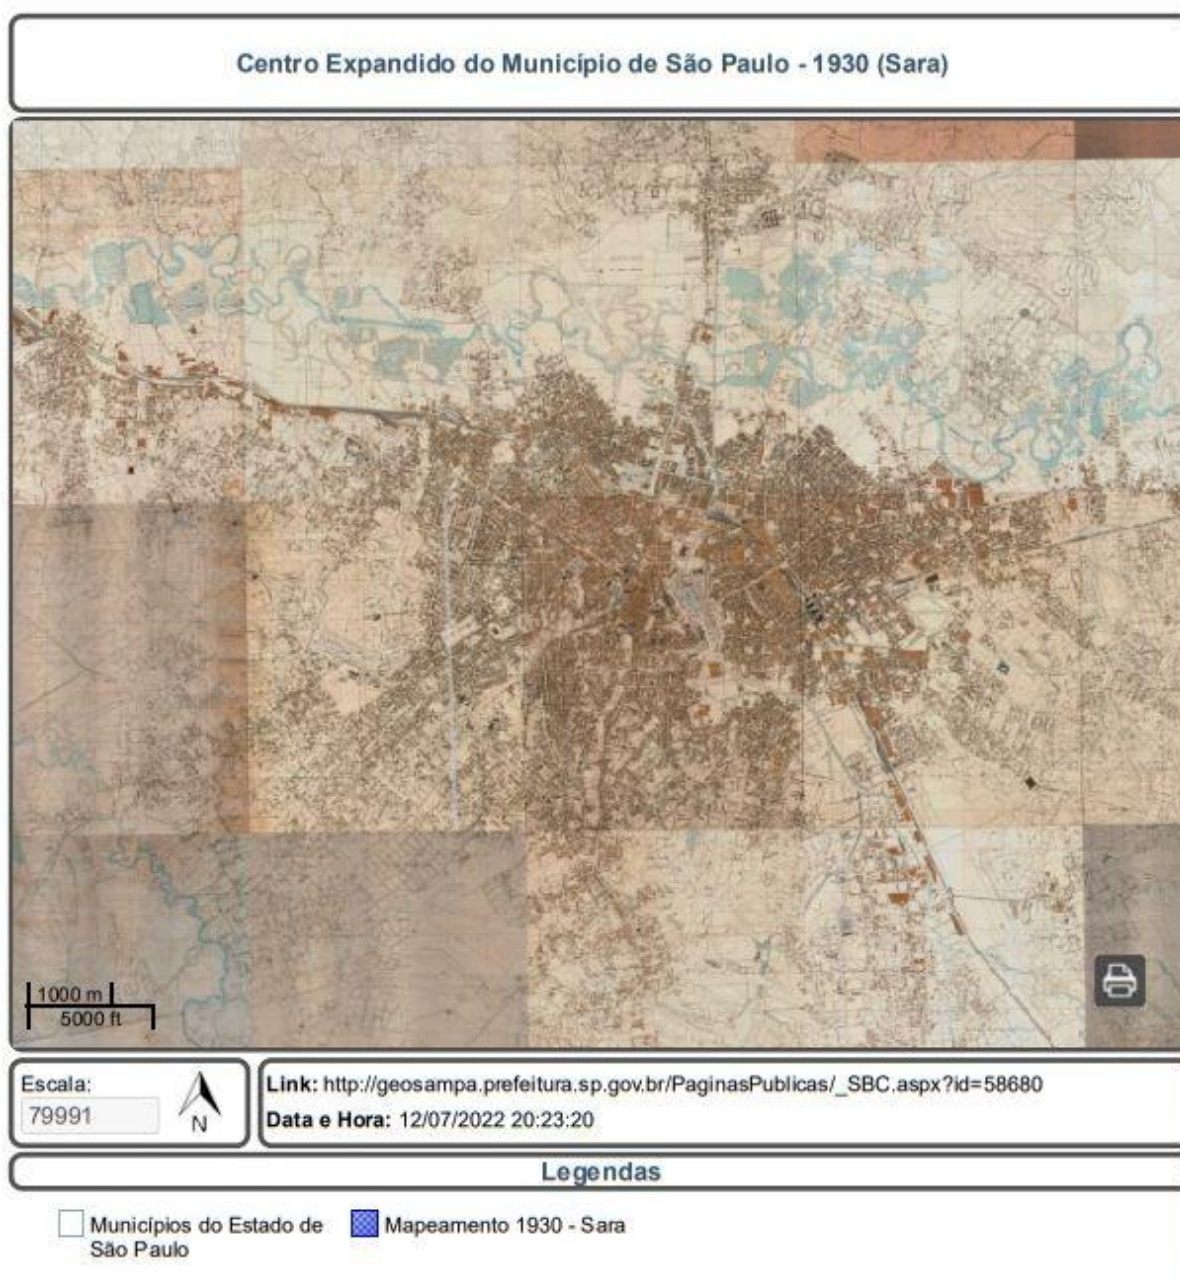 Centro Expandido do Município de São Paulo - 1930 (Sara)
1000 m
5000 ft
Escala:
79991
N
Link: http://geosampa.prefeitura.sp.gov.br/PaginasPublicas/_SBC.aspx?id=58680
Data e Hora: 12/07/2022 20:23:20
Legendas
Municípios do Estado de
São Paulo
Mapeamento 1930 - Sara